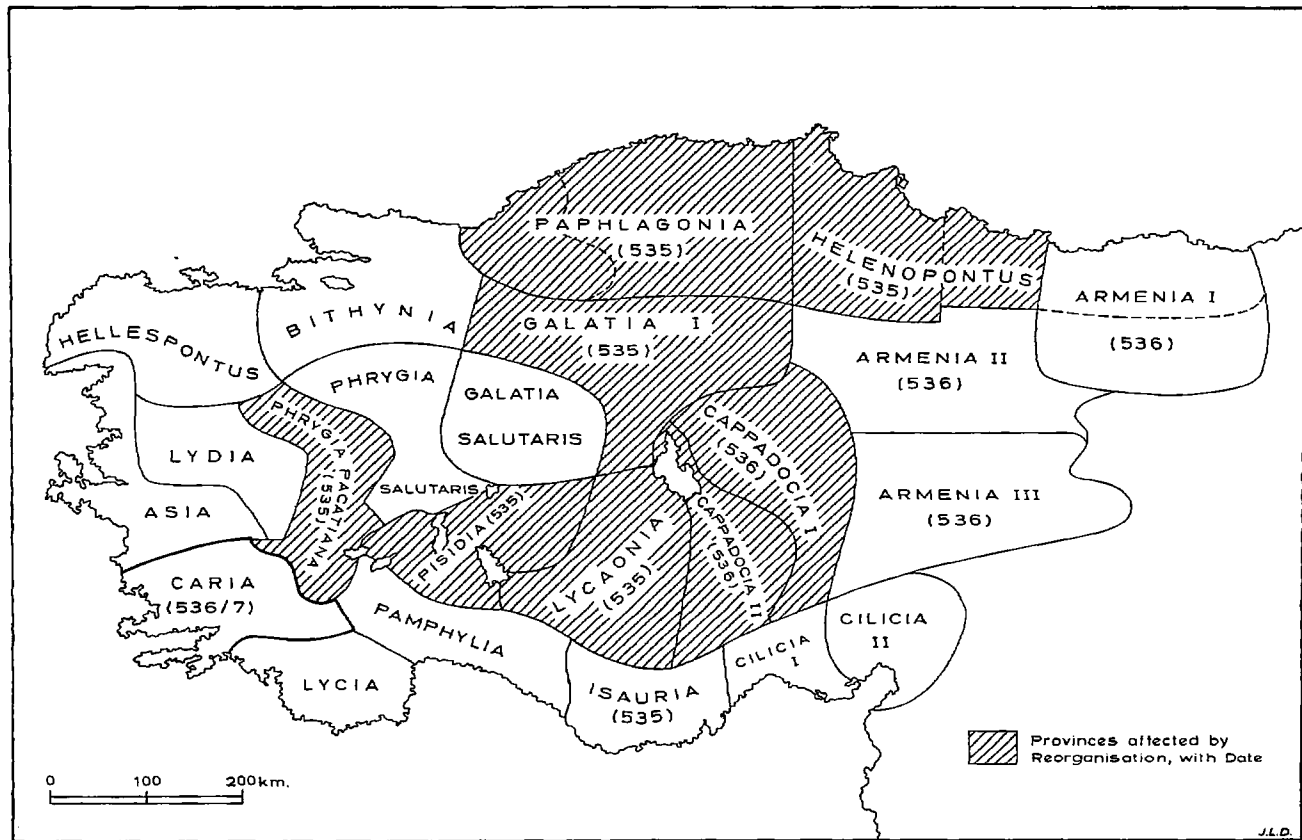 PAPHLAGONIA
(535)
HELENOPONTUS
(535)
ARMENIA I
(536)
HELLESPONTUS
BITHYNIA
GALATIA I
(535)
ARMENIA II
(536)
PHRYGIA
GALATIA
SALUTARIS
PHRYGIA PACATIANA
(535)
CAPPADOCIA I
(536)
LYDIA
SALUTARIS
ARMENIA III
(536)
ASIA
PISIDIA (535)
LYCAONIA
(535)
CAPPADOCIA II
(536)
CARIA
(536/7)
PAMPHYLIA
CILICIA
I
CILICIA
II
LYCIA
ISAURIA
(535)
Provinces affected by
Reorganisation, with Date
0 100 200km.
J.L.D.